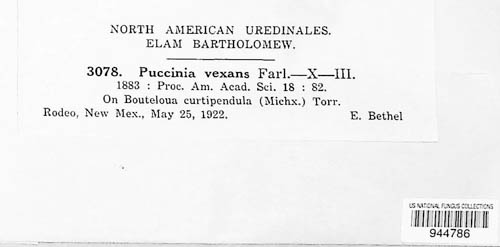 NORTH AMERICAN UREDINALES.
ELAM BARTHOLOMEW.
3078. Puccinia vexans Farl.—X—III.
1883 : Proc. Am. Acad. Sci. 18 : 82.
On Bouteloua curtipendula (Michx.) Torr.
Rodeo, New Mex., May 25, 1922. E. Bethel
US NATIONAL FUNGUS COLLECTIONS
944786